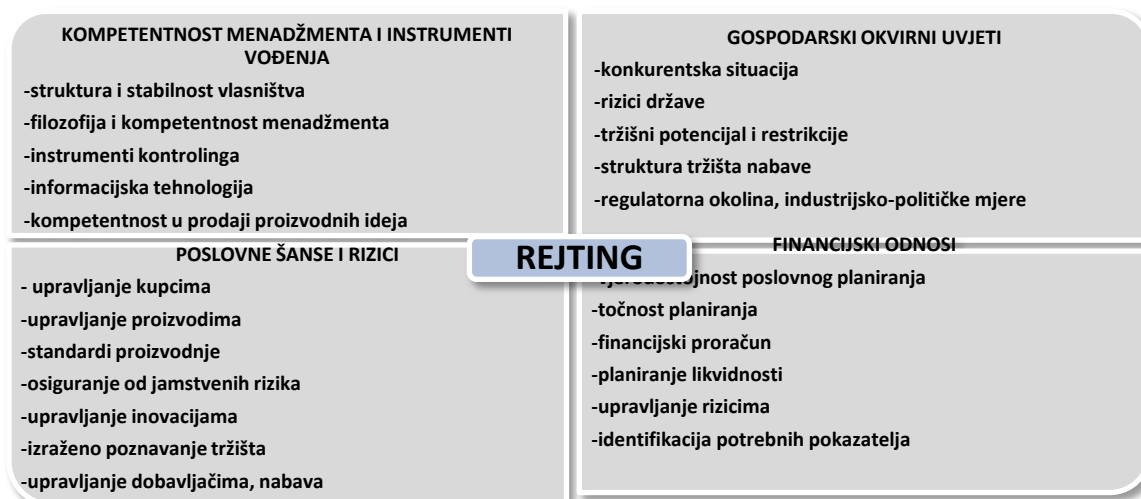 KOMPETENTNOST MENADŽMENTA I INSTRUMENTI
VOĐENJA
-struktura i stabilnost vlasništva
-filozofija i kompetentnost menadžmenta
-instrumenti kontrolinga
-informacijska tehnologija
-kompetentnost u prodaji proizvodnih ideja
GOSPODARSKI OKVIRNI UVJETI
-konkurentska situacija
-rizici države
-tržišni potencijal i restrikcije
-struktura tržišta nabave
-regulatorna okolina, industrijsko-političke mjere
REJTING
POSLOVNE ŠANSE I RIZICI
- upravljanje kupcima
-upravljanje proizvodima
-standardi proizvodnje
-osiguranje od jamstvenih rizika
-upravljanje inovacijama
-izraženo poznavanje tržišta
-upravljanje dobavljačima, nabava
FINANCIJSKI ODNOSI
poslovnog planiranja
-točnost planiranja
-financijski proračun
-planiranje likvidnosti
-upravljanje rizicima
-identifikacija potrebnih pokazatelja